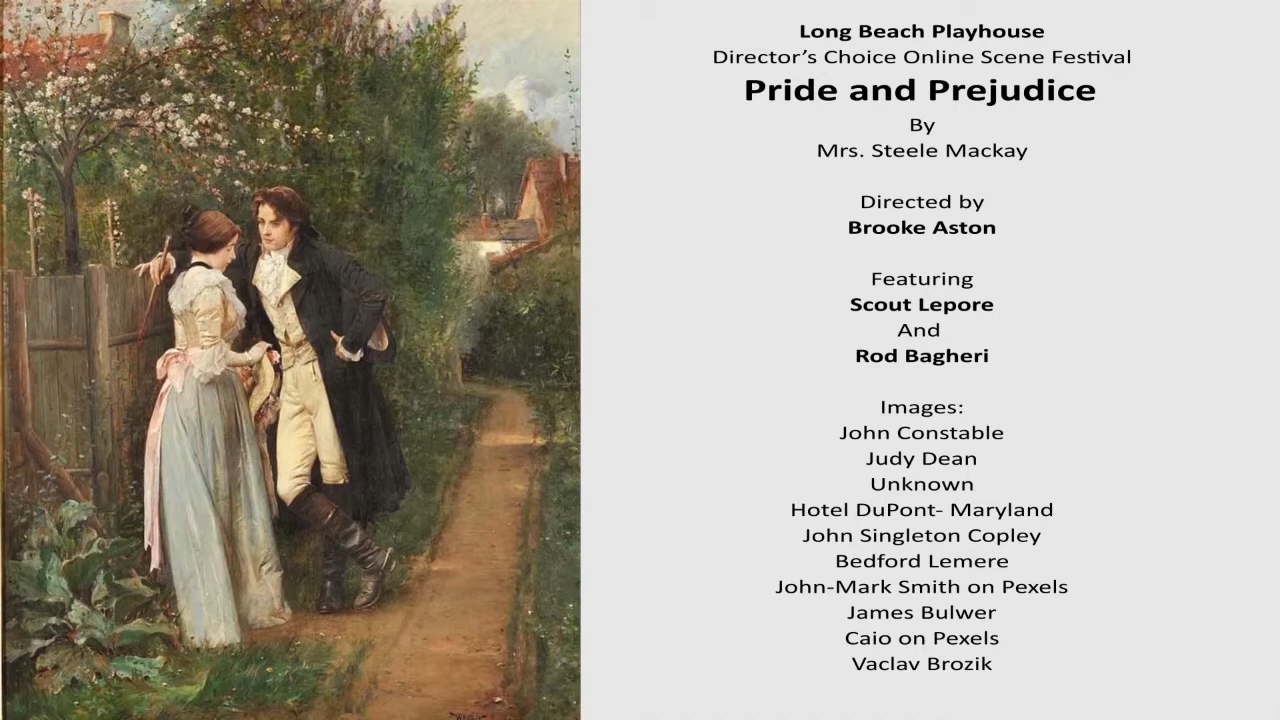 Long Beach Playhouse
Director’s Choice Online Scene Festival
Pride and Prejudice
By
Mrs. Steele Mackay
Directed by
Brooke Aston
Featuring
Scout Lepore
And
Rod Bagheri
Images:
John Constable
Judy Dean
Unknown
Hotel DuPont- Maryland
John Singleton Copley
Bedford Lemere
John-Mark Smith on Pexels
James Bulwer
Caio on Pexels
Vaclav Brozik